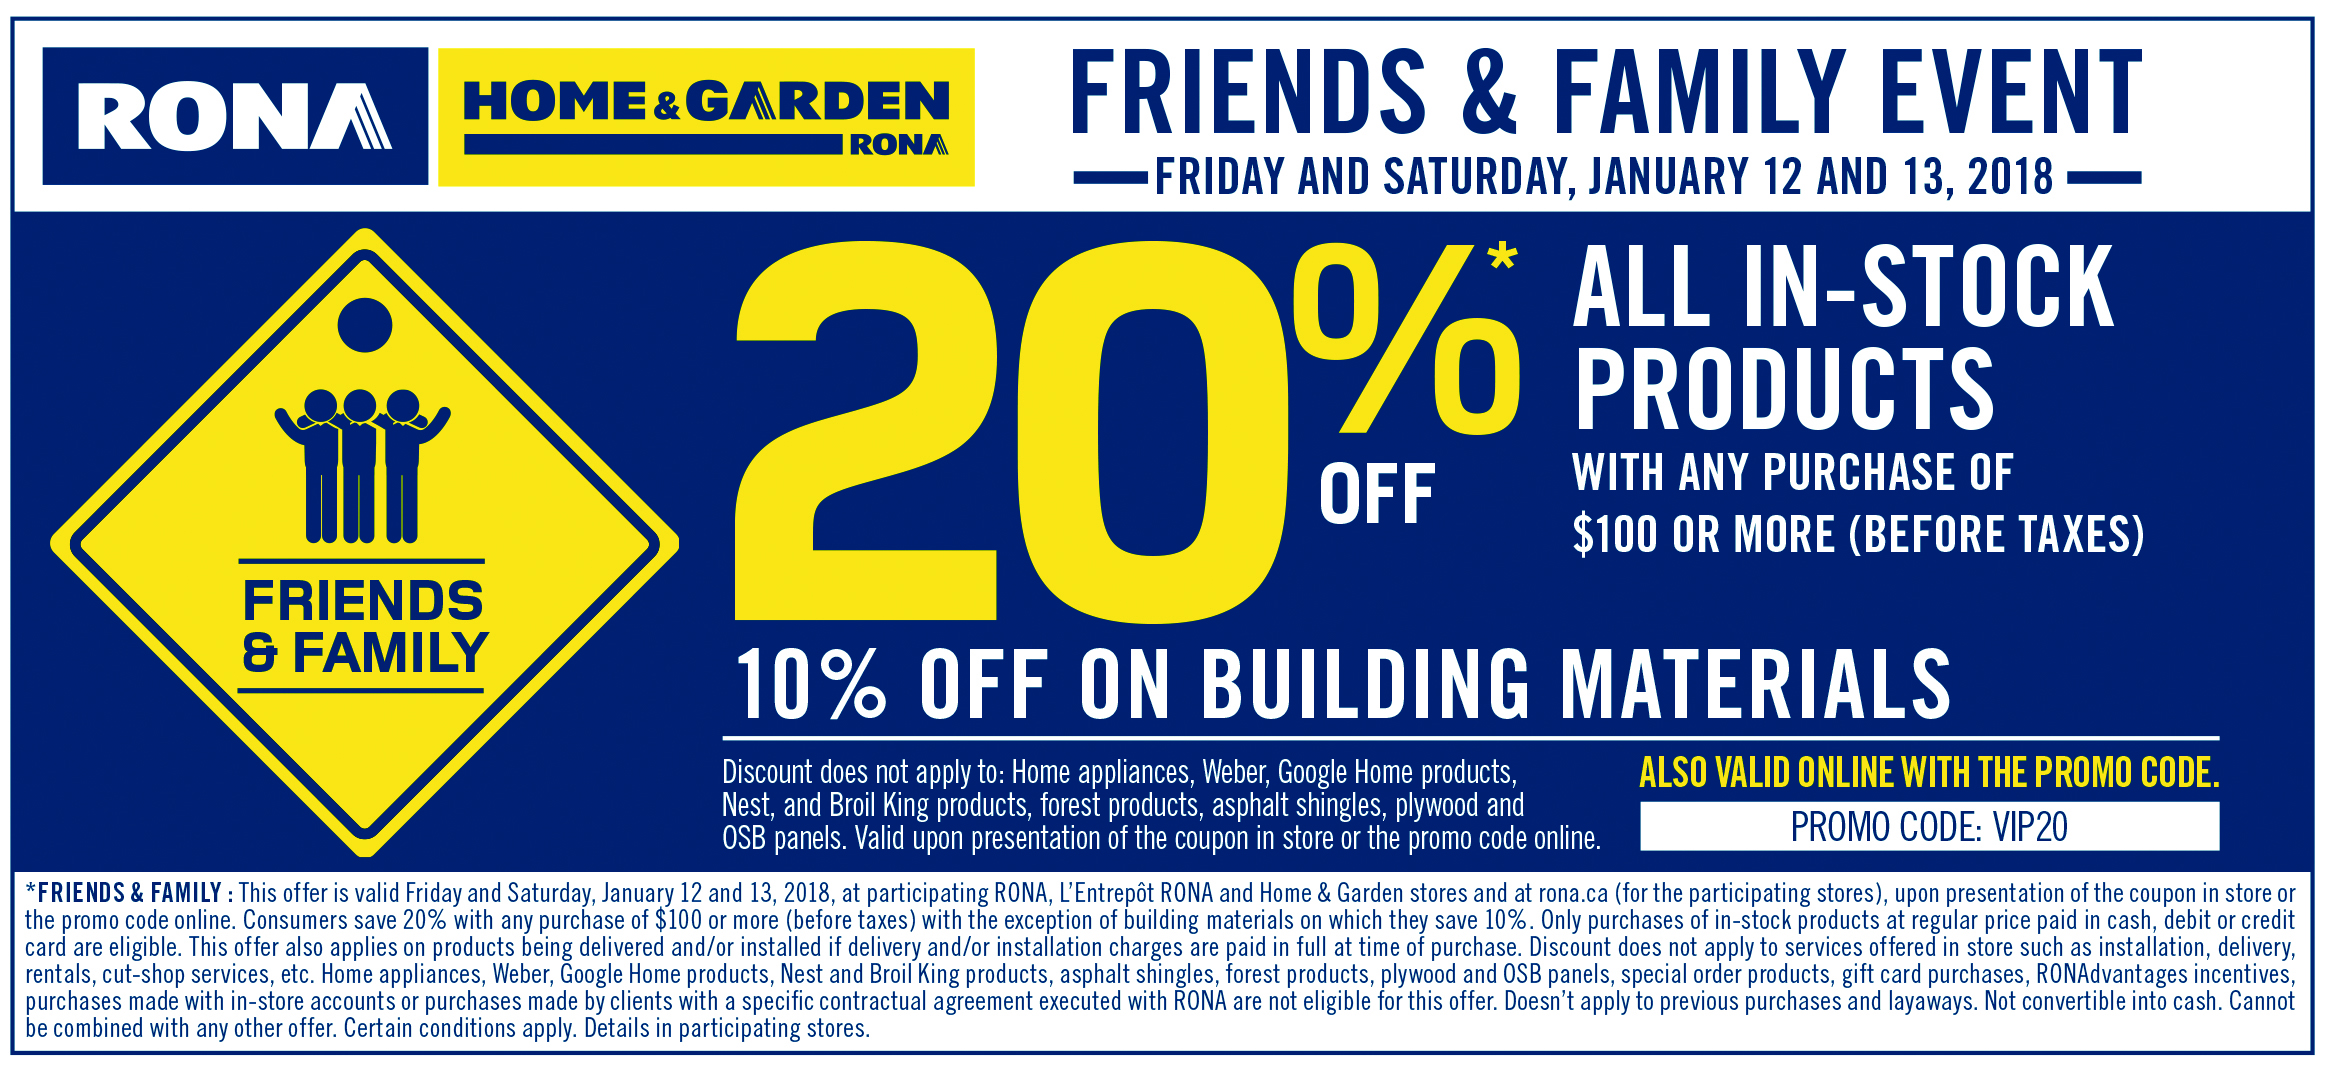 RONA
HOME & GARDEN
RONA
FRIENDS & FAMILY EVENT
FRIDAY AND SATURDAY, JANUARY 12 AND 13, 2018
FRIENDS
& FAMILY
20%*
OFF
ALL IN-STOCK
PRODUCTS
WITH ANY PURCHASE OF
$100 OR MORE (BEFORE TAXES)
10% OFF ON BUILDING MATERIALS
Discount does not apply to: Home appliances, Weber, Google Home products,
Nest, and Broil King products, forest products, asphalt shingles, plywood and
OSB panels. Valid upon presentation of the coupon in store or the promo code online.
ALSO VALID ONLINE WITH THE PROMO CODE.
PROMO CODE: VIP20
*FRIENDS & FAMILY : This offer is valid Friday and Saturday, January 12 and 13, 2018, at participating RONA, L'Entrepôt RONA and Home & Garden stores and at rona.ca (for the participating stores), upon presentation of the coupon in store or
the promo code online. Consumers save 20% with any purchase of $100 or more (before taxes) with the exception of building materials on which they save 10%. Only purchases of in-stock products at regular price paid in cash, debit or credit
card are eligible. This offer also applies on products being delivered and/or installed if delivery and/or installation charges are paid in full at time of purchase. Discount does not apply to services offered in store such as installation, delivery,
rentals, cut-shop services, etc. Home appliances, Weber, Google Home products, Nest and Broil King products, asphalt shingles, forest products, plywood and OSB panels, special order products, gift card purchases, RONAdvantages incentives,
purchases made with in-store accounts or purchases made by clients with a specific contractual agreement executed with RONA are not eligible for this offer. Doesn't apply to previous purchases and layaways. Not convertible into cash. Cannot
be combined with any other offer. Certain conditions apply. Details in participating stores.